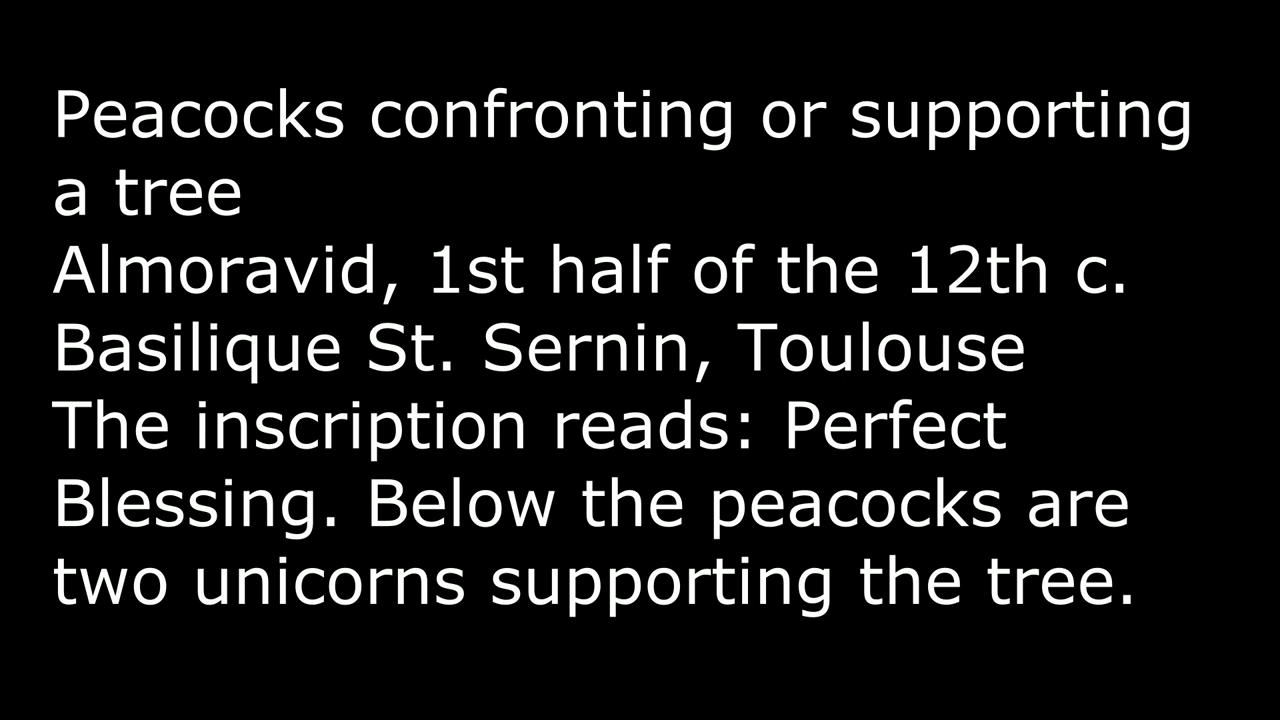 Peacocks confronting or supporting
a tree
Almoravid, 1st half of the 12th c.
Basilique St. Sernin, Toulouse
The inscription reads: Perfect
Blessing. Below the peacocks are
two unicorns supporting the tree.